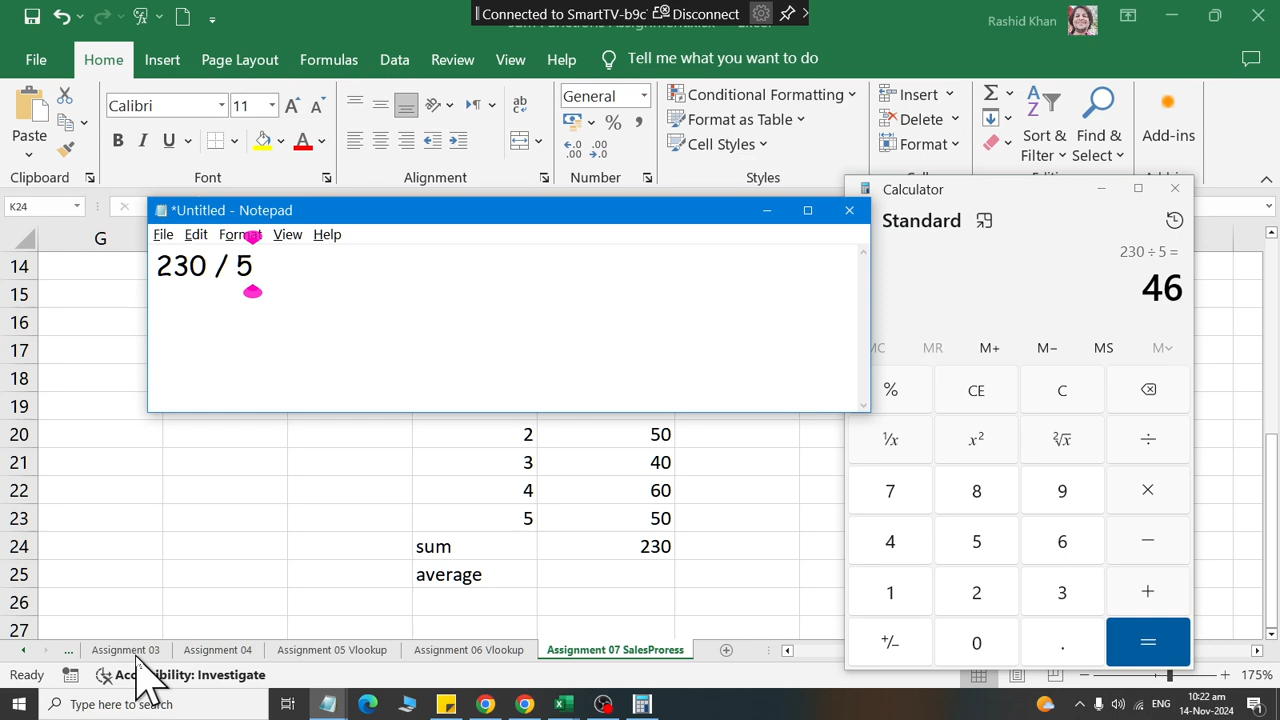 Connected to SmartTV-b9c Disconnect
Rashid Khan
File Home Insert Page Layout Formulas Data Review View Help Tell me what you want to do
Calibri 11 General Conditional Formatting Insert
Paste Format as Table Delete Sort & Find & Add-ins
Cell Styles Format Filter Select
Clipboard Font Alignment Number Styles
K24
*Untitled - Notepad
File Edit Format View Help
230 / 5
Calculator
Standard
230 ÷ 5 =
46
MC MR M+ M− MS M
% CE C
¹/x x² ²√x ÷
7 8 9 ×
4 5 6 −
1 2 3 +
+/− 0 . =
G
14
15
16
17
18
19
20 2 50
21 3 40
22 4 60
23 5 50
24 sum 230
25 average
26
27
... Assignment 03 Assignment 04 Assignment 05 Vlookup Assignment 06 Vlookup Assignment 07 SalesProress
Ready Accessibility: Investigate 175%
Type here to search ENG 10:22 am
14-Nov-2024